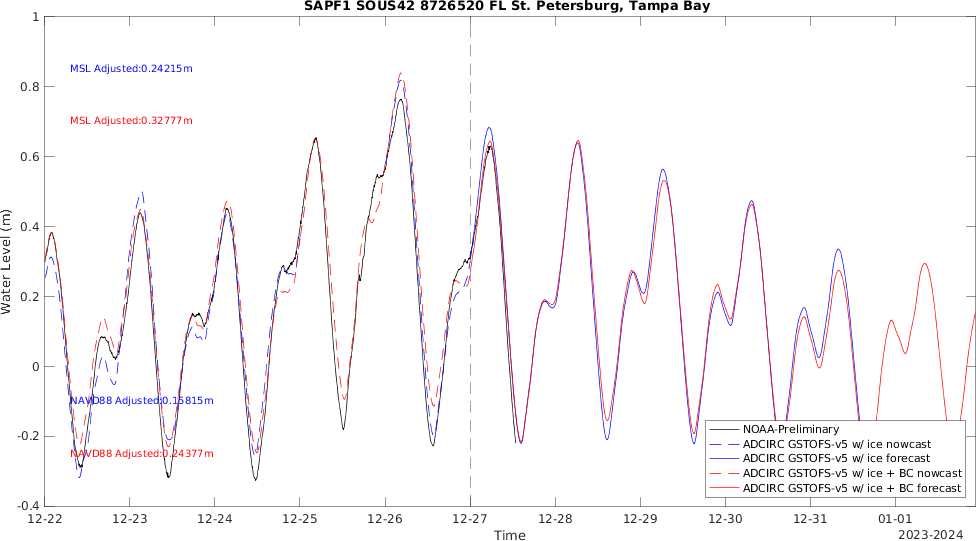 SAPF1 SOUS42 8726520 FL St. Petersburg, Tampa Bay
1
0.8
0.6
0.4
0.2
0
-0.2
-0.4
Water Level (m)
MSL Adjusted:0.24215m
MSL Adjusted:0.32777m
NAVD88 Adjusted:0.15815m
NAVD88 Adjusted:0.24377m
NOAA-Preliminary
ADCIRC GSTOFS-v5 w/ ice nowcast
ADCIRC GSTOFS-v5 w/ ice forecast
ADCIRC GSTOFS-v5 w/ ice + BC nowcast
ADCIRC GSTOFS-v5 w/ ice + BC forecast
12-22 12-23 12-24 12-25 12-26 12-27 12-28 12-29 12-30 12-31 01-01
Time
2023-2024